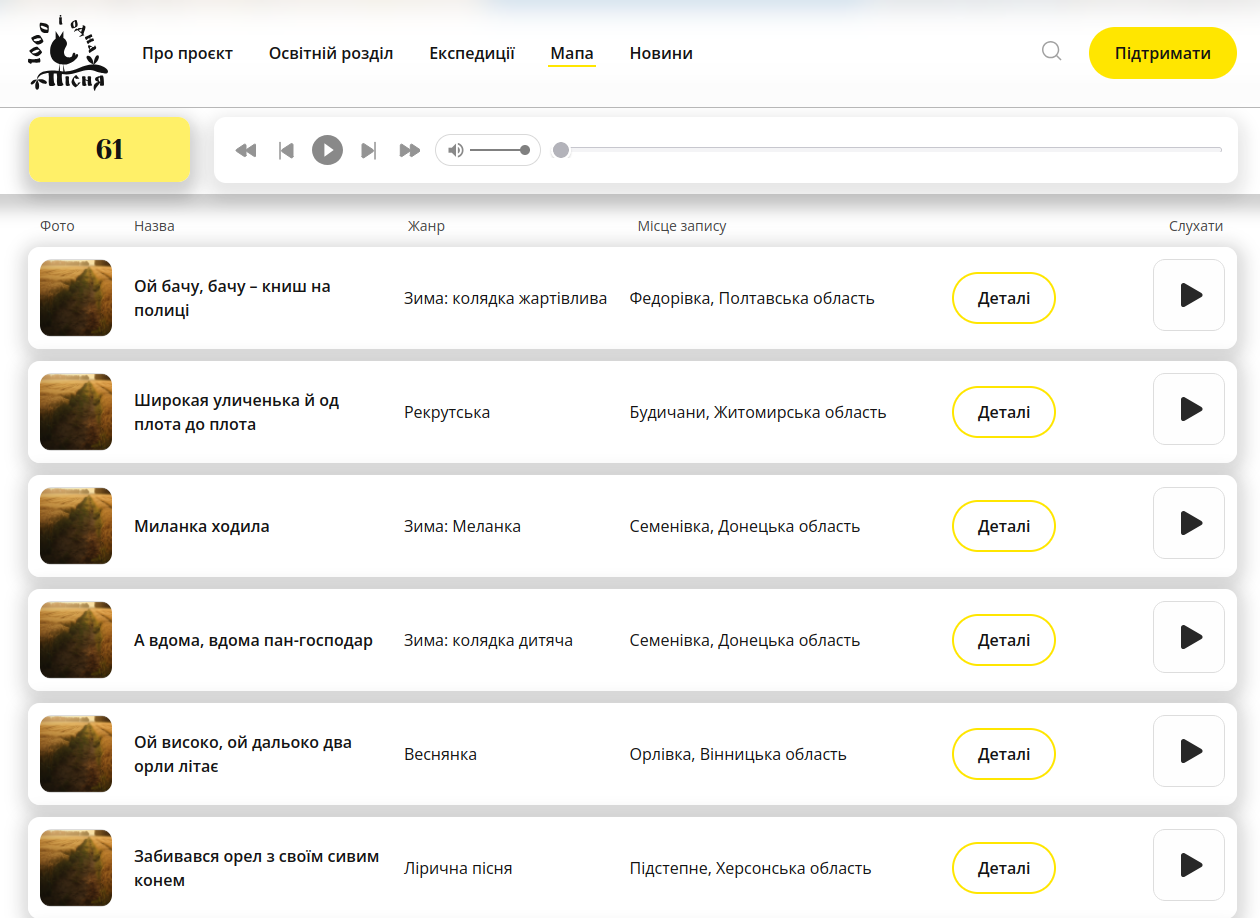 1000 і одна
пісня
Про проєкт Освітній розділ Експедиції Мапа Новини Підтримати
61
Фото Назва Жанр Місце запису Слухати
Ой бачу, бачу – книш на
полиці
Зима: колядка жартівлива Федорівка, Полтавська область Деталі
Широкая уличенька й од
плота до плота
Рекрутська Будичани, Житомирська область Деталі
Миланка ходила Зима: Меланка Семенівка, Донецька область Деталі
А вдома, вдома пан-господар Зима: колядка дитяча Семенівка, Донецька область Деталі
Ой високо, ой дальоко два
орли літає
Веснянка Орлівка, Вінницька область Деталі
Забивався орел з своїм сивим
конем
Лірична пісня Підстепне, Херсонська область Деталі